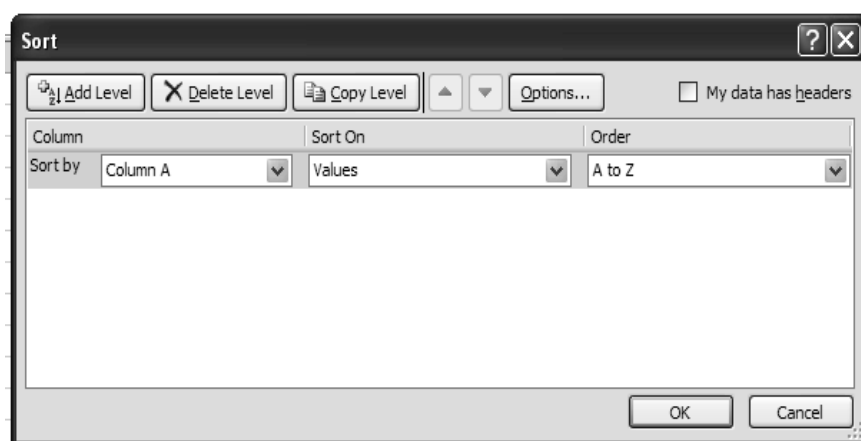 Sort
Add Level Delete Level Copy Level Options... My data has headers
Column Sort On Order
Sort by Column A Values A to Z
OK Cancel